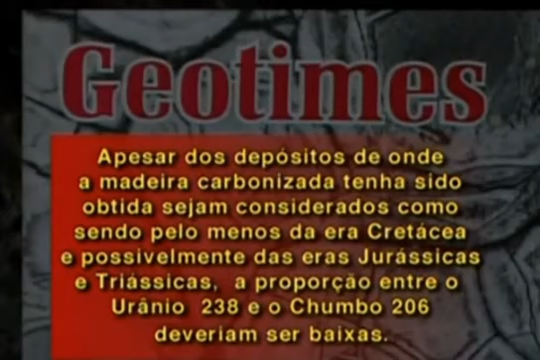 Geotimes
Apesar dos depósitos de onde
a madeira carbonizada tenha sido
obtida sejam considerados como
sendo pelo menos da era Cretácea
e possivelmente das eras Jurássicas
e Triássicas, a proporção entre o
Urânio 238 e o Chumbo 206
deveriam ser baixas.